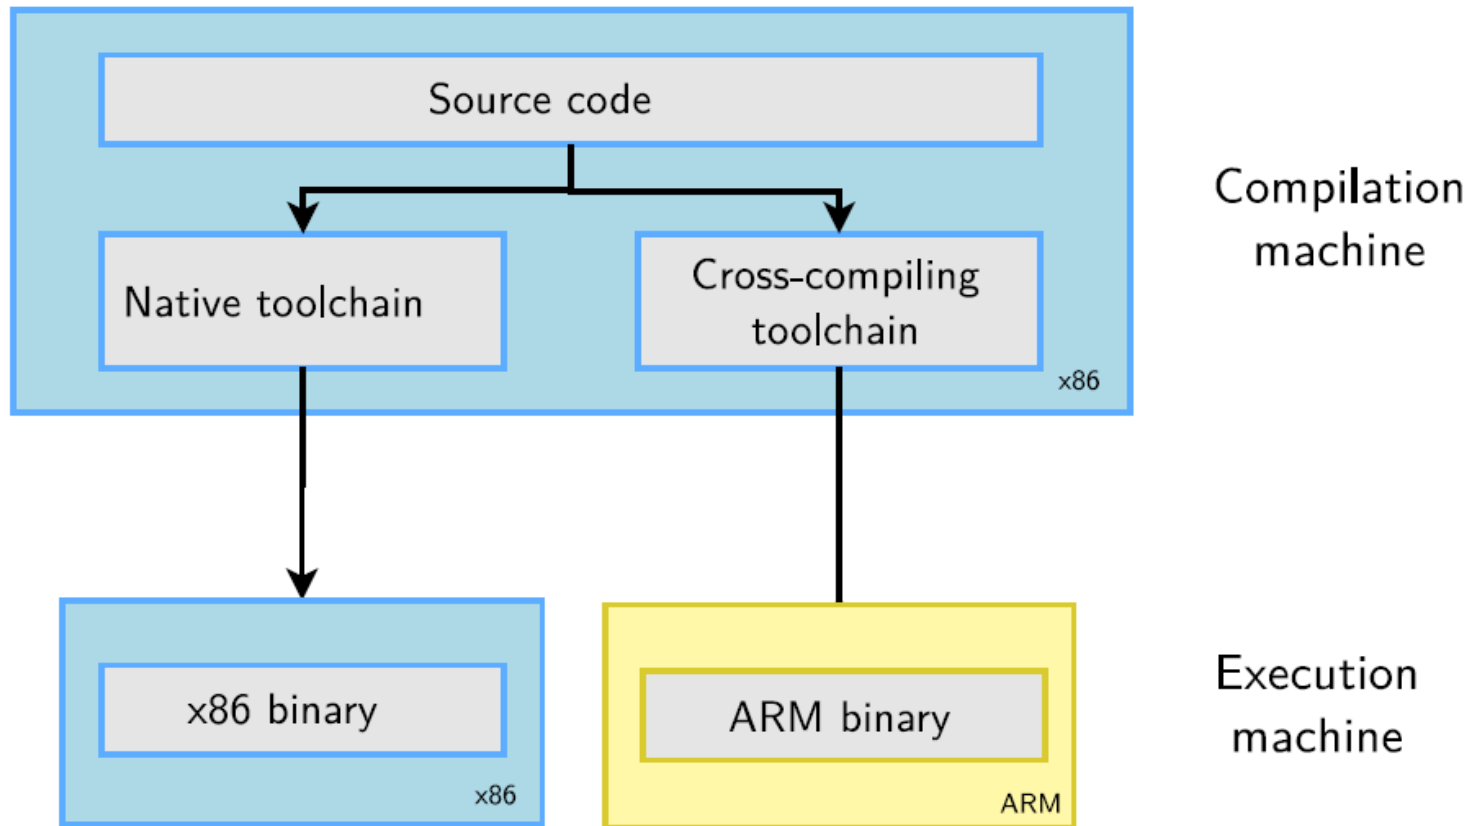 Source code
Compilation
machine
Native toolchain
Cross-compiling
toolchain
x86
x86 binary
x86
ARM binary
ARM
Execution
machine